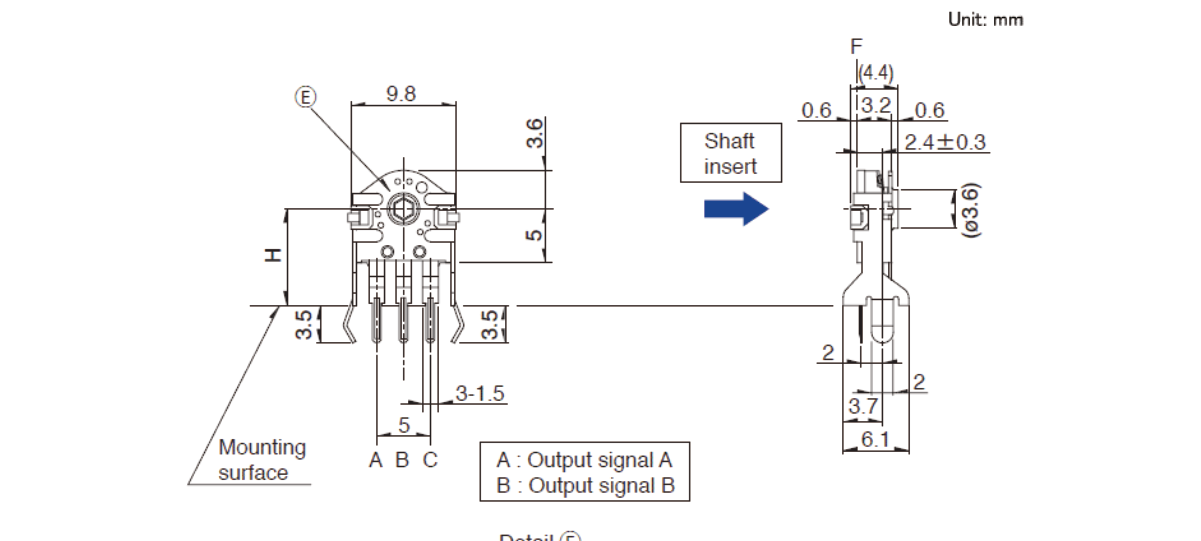 Unit: mm
F
(4.4)
E
9.8
0.6
3.2
0.6
3.6
Shaft
insert
2.4±0.3
(ø3.6)
5
H
3.5
3.5
2
2
3-1.5
3.7
5
6.1
Mounting
surface
A B C
A : Output signal A
B : Output signal B
Detail